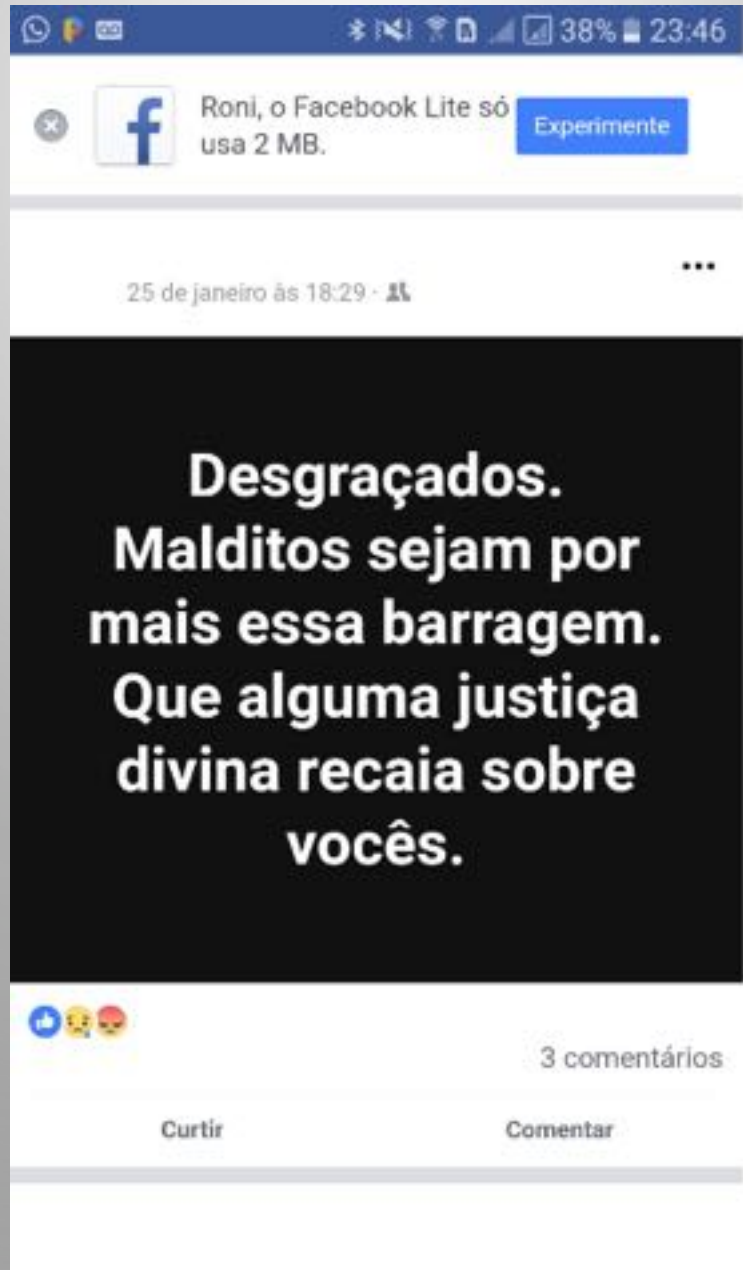 38% 23:46
Roni, o Facebook Lite só
usa 2 MB.
Experimente
25 de janeiro às 18:29 ·
Desgraçados.
Malditos sejam por
mais essa barragem.
Que alguma justiça
divina recaia sobre
vocês.
3 comentários
Curtir
Comentar